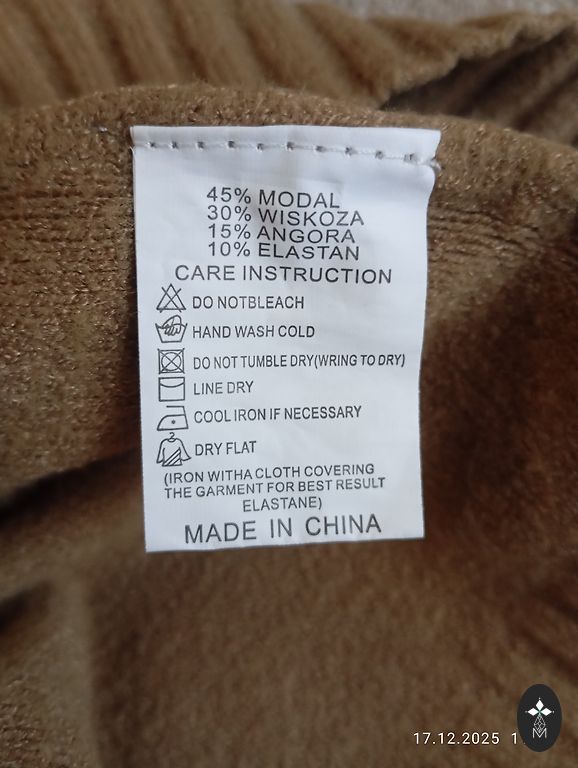 45% MODAL
30% WISKOZA
15% ANGORA
10% ELASTAN
CARE INSTRUCTION
DO NOTBLEACH
HAND WASH COLD
DO NOT TUMBLE DRY(WRING TO DRY)
LINE DRY
COOL IRON IF NECESSARY
DRY FLAT
(IRON WITHA CLOTH COVERING
THE GARMENT FOR BEST RESULT
ELASTANE)
MADE IN CHINA
17.12.2025
M